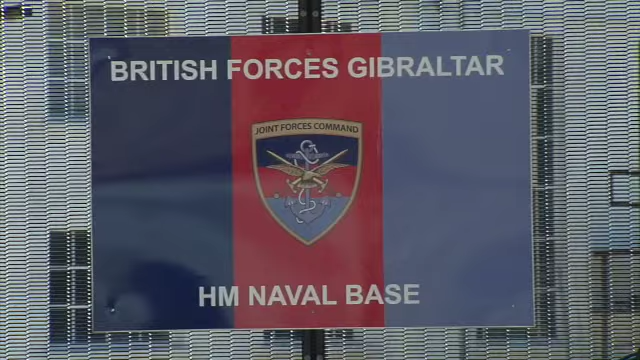 BRITISH FORCES GIBRALTAR
JOINT FORCES COMMAND
HM NAVAL BASE